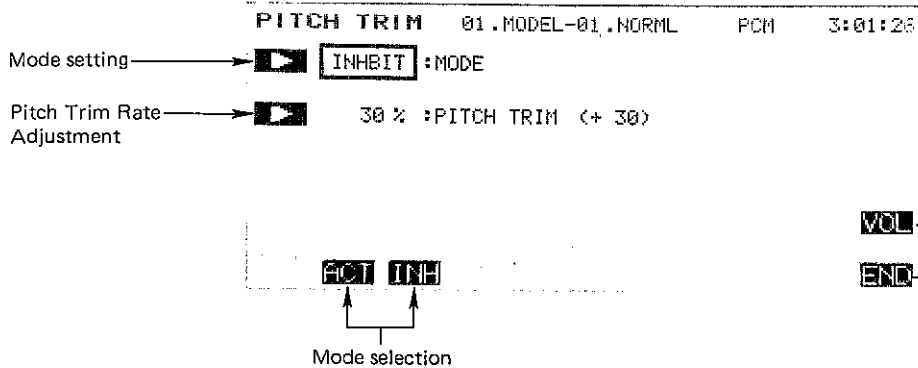 PITCH TRIM 01.MODEL-01.NORML PCM 3:01:26
Mode setting INHBIT :MODE
Pitch Trim Rate Adjustment 30% :PITCH TRIM (+ 30)
VOL
ACT INH END
Mode selection